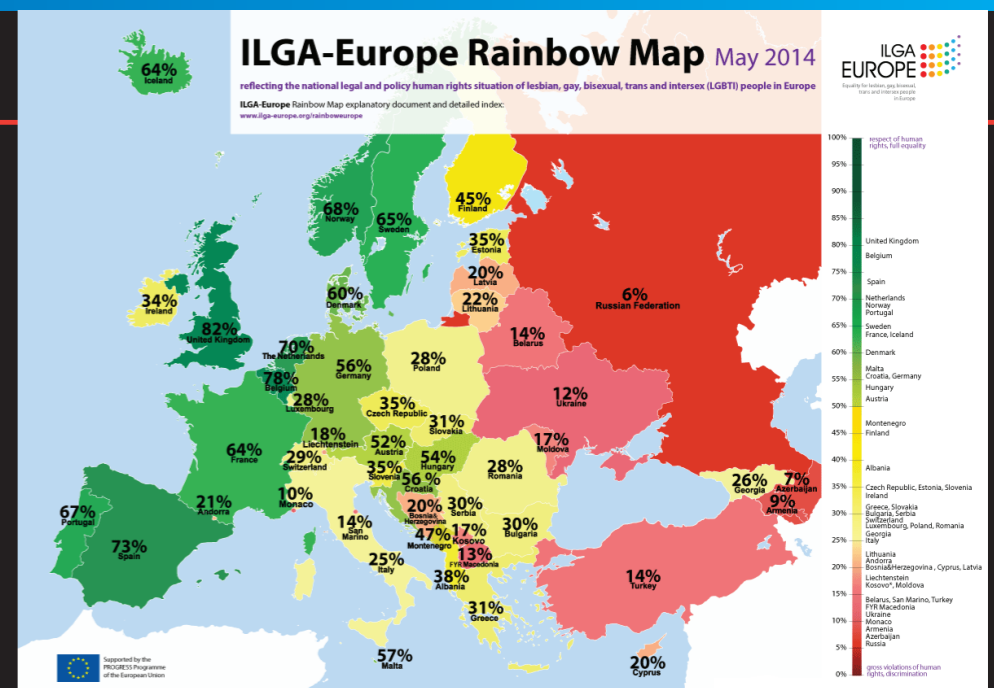 ILGA-Europe Rainbow Map May 2014
reflecting the national legal and policy human rights situation of lesbian, gay, bisexual, trans and intersex (LGBTI) people in Europe
ILGA-Europe Rainbow Map explanatory document and detailed index:
www.ilga-europe.org/rainboweurope
ILGA
EUROPE
Equality for lesbian, gay, bisexual,
trans and intersex people
in Europe
64%
Iceland
68%
Norway
65%
Sweden
45%
Finland
35%
Estonia
20%
Latvia
22%
Lithuania
6%
Russian Federation
60%
Denmark
34%
Ireland
82%
United Kingdom
14%
Belarus
70%
The Netherlands
56%
Germany
28%
Poland
78%
Belgium
28%
Luxembourg
12%
Ukraine
35%
Czech Republic
31%
Slovakia
18%
Liechtenstein
52%
Austria
17%
Moldova
64%
France
29%
Switzerland
54%
Hungary
35%
Slovenia
28%
Romania
56 %
Croatia
26%
Georgia
7%
Azerbaijan
9%
Armenia
10%
Monaco
21%
Andorra
67%
Portugal
73%
Spain
20%
Bosnia&
Herzegovina
30%
Serbia
14%
San
Marino
47%
Montenegro
17%
Kosovo
30%
Bulgaria
13%
FYR Macedonia
25%
Italy
38%
Albania
14%
Turkey
31%
Greece
57%
Malta
20%
Cyprus
Supported by the
PROGRESS Programme
of the European Union
100%
respect of human
rights, full equality
95%
90%
85%
80%
United Kingdom
Belgium
75%
Spain
70%
Netherlands
Norway
Portugal
65%
Sweden
France, Iceland
60%
Denmark
Malta
55%
Croatia, Germany
Hungary
50%
Austria
Montenegro
45%
Finland
40%
Albania
35%
Czech Republic, Estonia, Slovenia
Ireland
Greece, Slovakia
30%
Bulgaria, Serbia
Switzerland
Luxembourg, Poland, Romania
25%
Georgia
Italy
Lithuania
Andorra
20%
Bosnia&Herzegovina , Cyprus, Latvia
Liechtenstein
Kosovo*, Moldova
15%
Belarus, San Marino, Turkey
FYR Macedonia
Ukraine
10%
Monaco
Armenia
Azerbaijan
5%
Russia
0%
gross violations of human
rights, discrimination